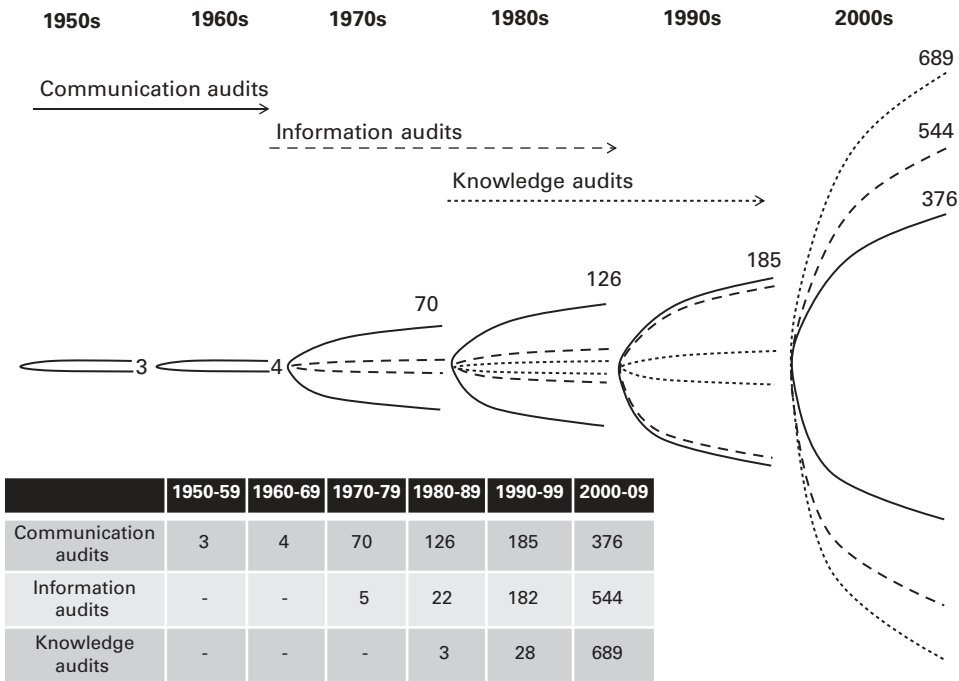 1950s 1960s 1970s 1980s 1990s 2000s
689
Communication audits
544
Information audits
Knowledge audits
376
185
126
70
3 4
1950-59 1960-69 1970-79 1980-89 1990-99 2000-09
Communication
audits 3 4 70 126 185 376
Information
audits - - 5 22 182 544
Knowledge
audits - - - 3 28 689